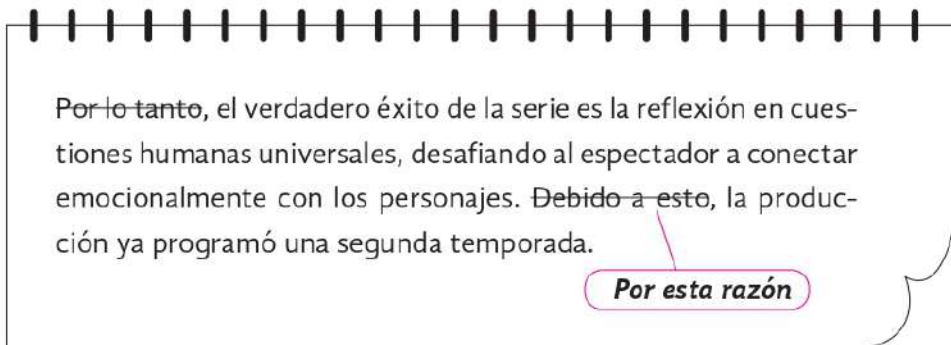 Por lo tanto, el verdadero éxito de la serie es la reflexión en cues-
tiones humanas universales, desafiando al espectador a conectar
emocionalmente con los personajes. Debido a esto, la produc-
ción ya programó una segunda temporada.
Por esta razón